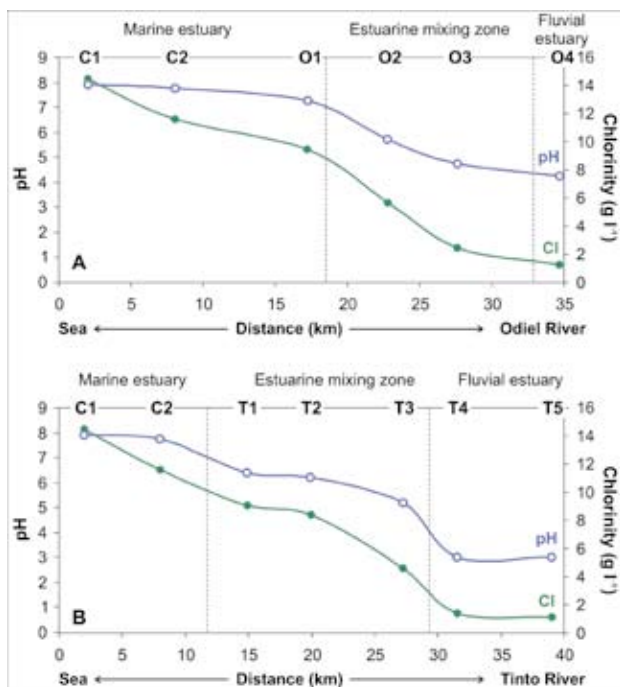 Marine estuary Estuarine mixing zone Fluvial estuary
C1 C2 O1 O2 O3 O4
9 8 7 6 5 4 3 2 1 0
pH
16 14 12 10 8 6 4 2 0
Chlorinity (g l⁻¹)
pH
Cl
A
0 5 10 15 20 25 30 35
Sea Distance (km) Odiel River
Marine estuary Estuarine mixing zone Fluvial estuary
C1 C2 T1 T2 T3 T4 T5
9 8 7 6 5 4 3 2 1 0
pH
16 14 12 10 8 6 4 2 0
Chlorinity (g l⁻¹)
pH
Cl
B
0 5 10 15 20 25 30 35 40
Sea Distance (km) Tinto River